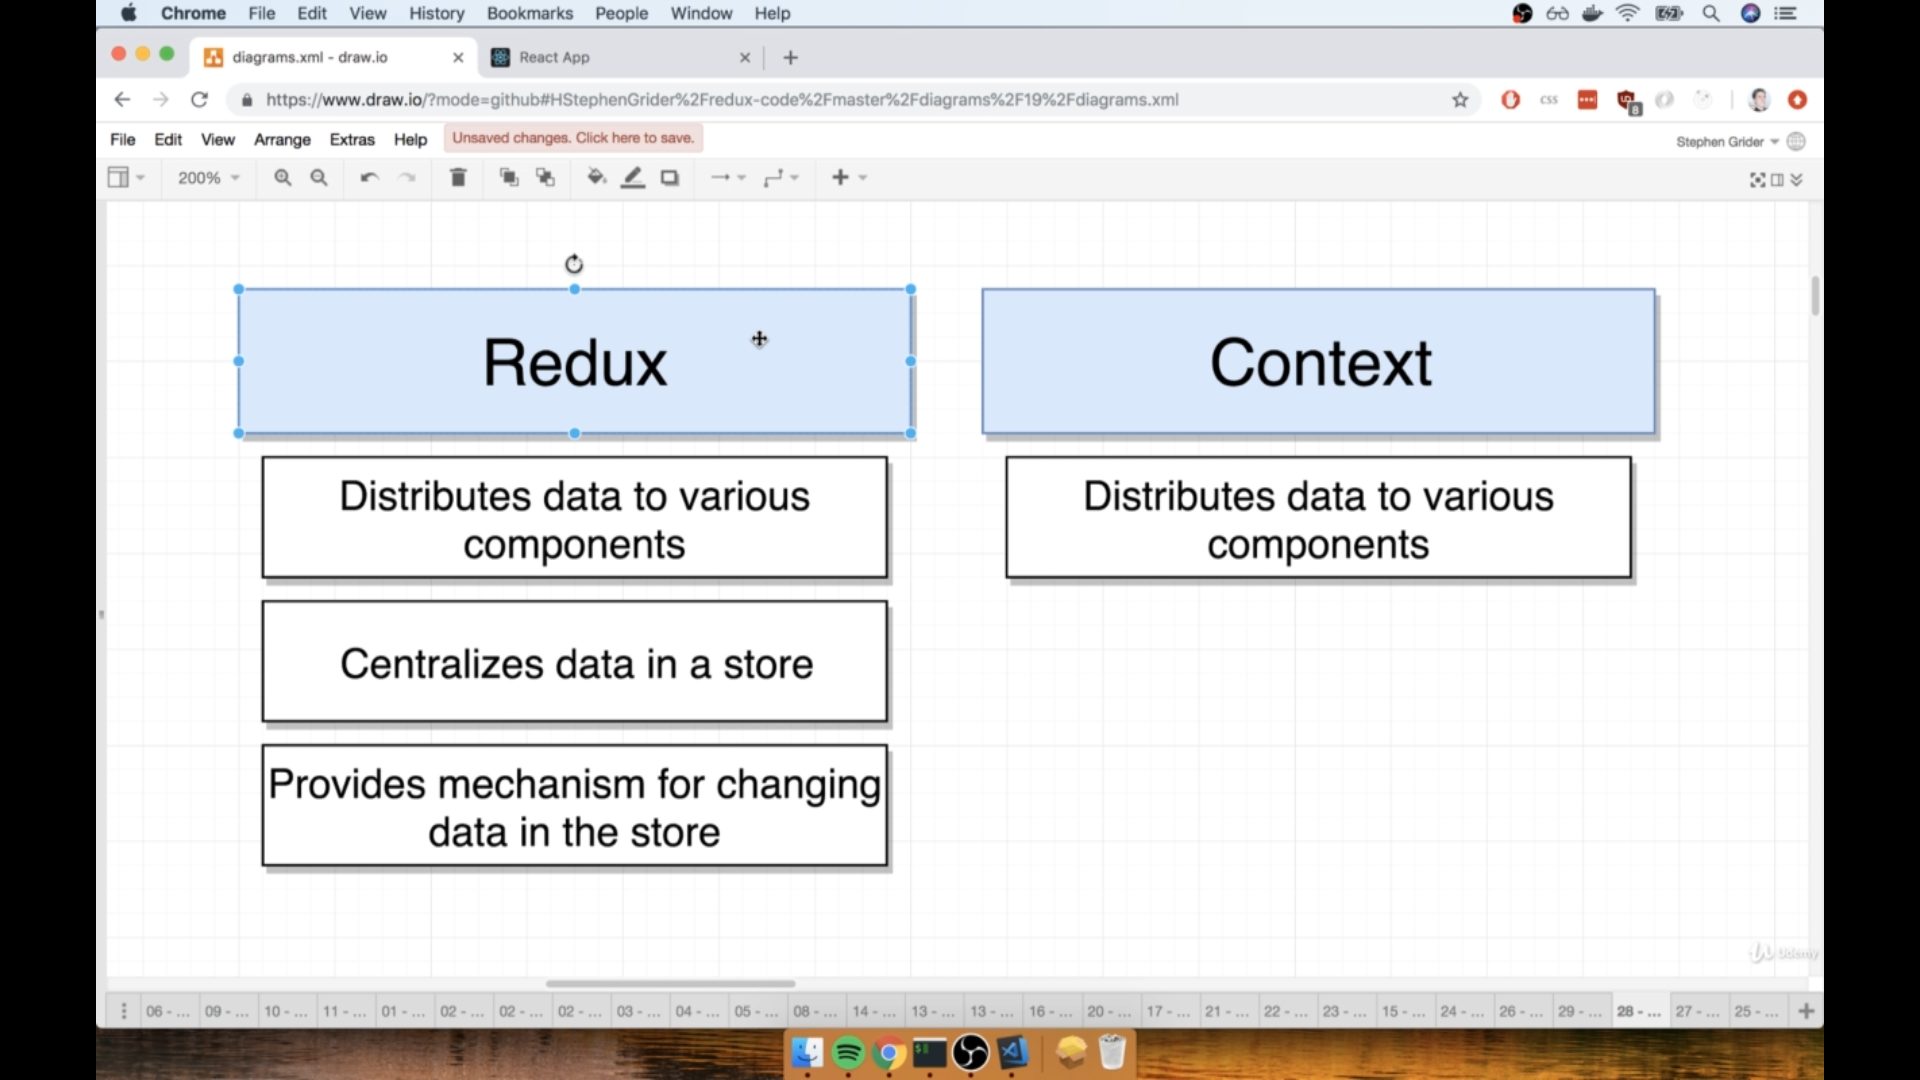 Chrome File Edit View History Bookmarks People Window Help
diagrams.xml - draw.io
React App
https://www.draw.io/?mode=github#HStephenGrider%2Fredux-code%2Fmaster%2Fdiagrams%2F19%2Fdiagrams.xml
css
8
File Edit View Arrange Extras Help
Unsaved changes. Click here to save.
Stephen Grider
200%
Redux
Context
Distributes data to various
components
Distributes data to various
components
Centralizes data in a store
Provides mechanism for changing
data in the store
Udemy
06 - ... 09 - ... 10 - ... 11 - ... 01 - ... 02 - ... 02 - ... 02 - ... 03 - ... 04 - ... 05 - ... 08 - ... 14 - ... 13 - ... 13 - ... 16 - ... 20 - ... 17 - ... 21 - ... 22 - ... 23 - ... 15 - ... 24 - ... 26 - ... 29 - ... 28 - ... 27 - ... 25 - ...